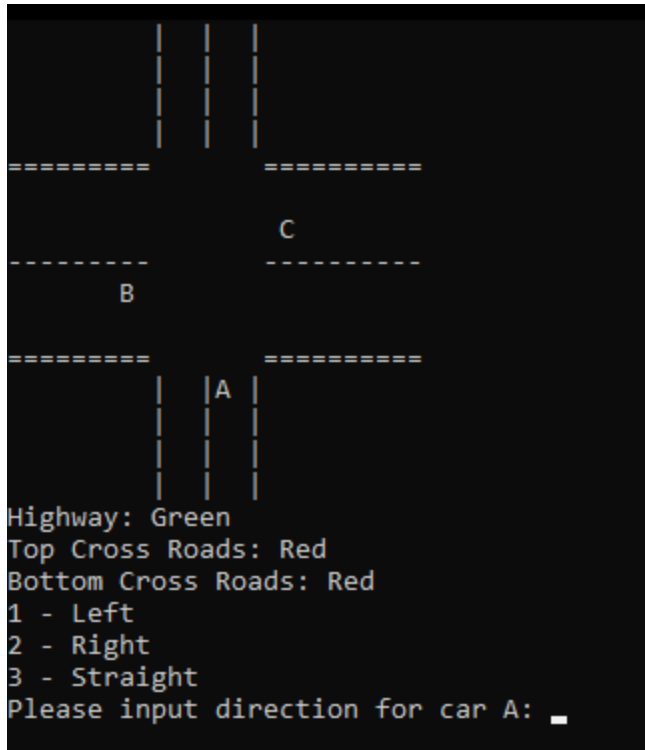 |  |  |
|  |  |
|  |  |
|  |  |
=========       ==========
C
---------       ----------
B
=========       ==========
|  |A |
|  |  |
|  |  |
|  |  |
Highway: Green
Top Cross Roads: Red
Bottom Cross Roads: Red
1 - Left
2 - Right
3 - Straight
Please input direction for car A: